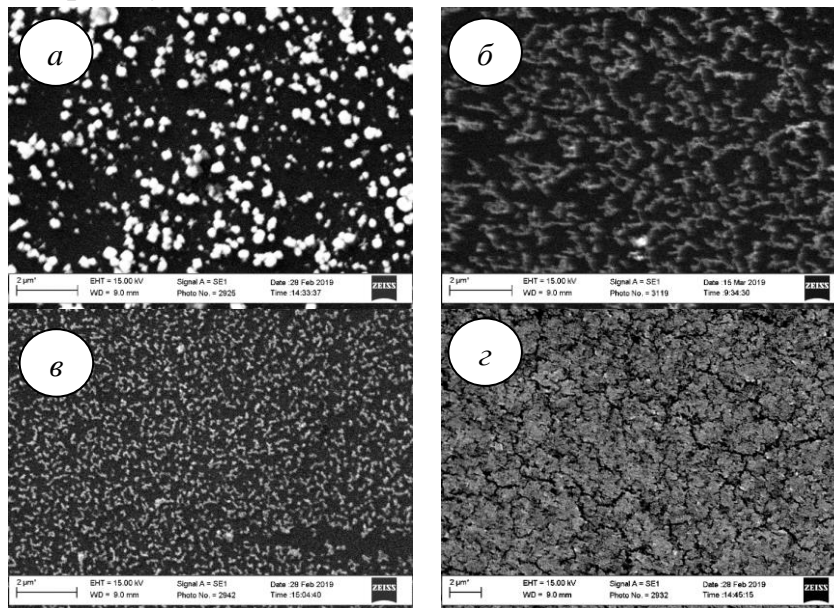 а
б
2 µm* EHT = 15.00 kV Signal A = SE1 Date :28 Feb 2019 ZEISS
WD = 9.0 mm Photo No. = 2925 Time :14:33:37
2 µm* EHT = 15.00 kV Signal A = SE1 Date :15 Mar 2019 ZEISS
WD = 9.0 mm Photo No. = 3119 Time :9:34:30
в
г
2 µm* EHT = 15.00 kV Signal A = SE1 Date :28 Feb 2019 ZEISS
WD = 9.0 mm Photo No. = 2942 Time :15:04:40
2 µm* EHT = 15.00 kV Signal A = SE1 Date :28 Feb 2019 ZEISS
WD = 9.0 mm Photo No. = 2932 Time :14:45:15